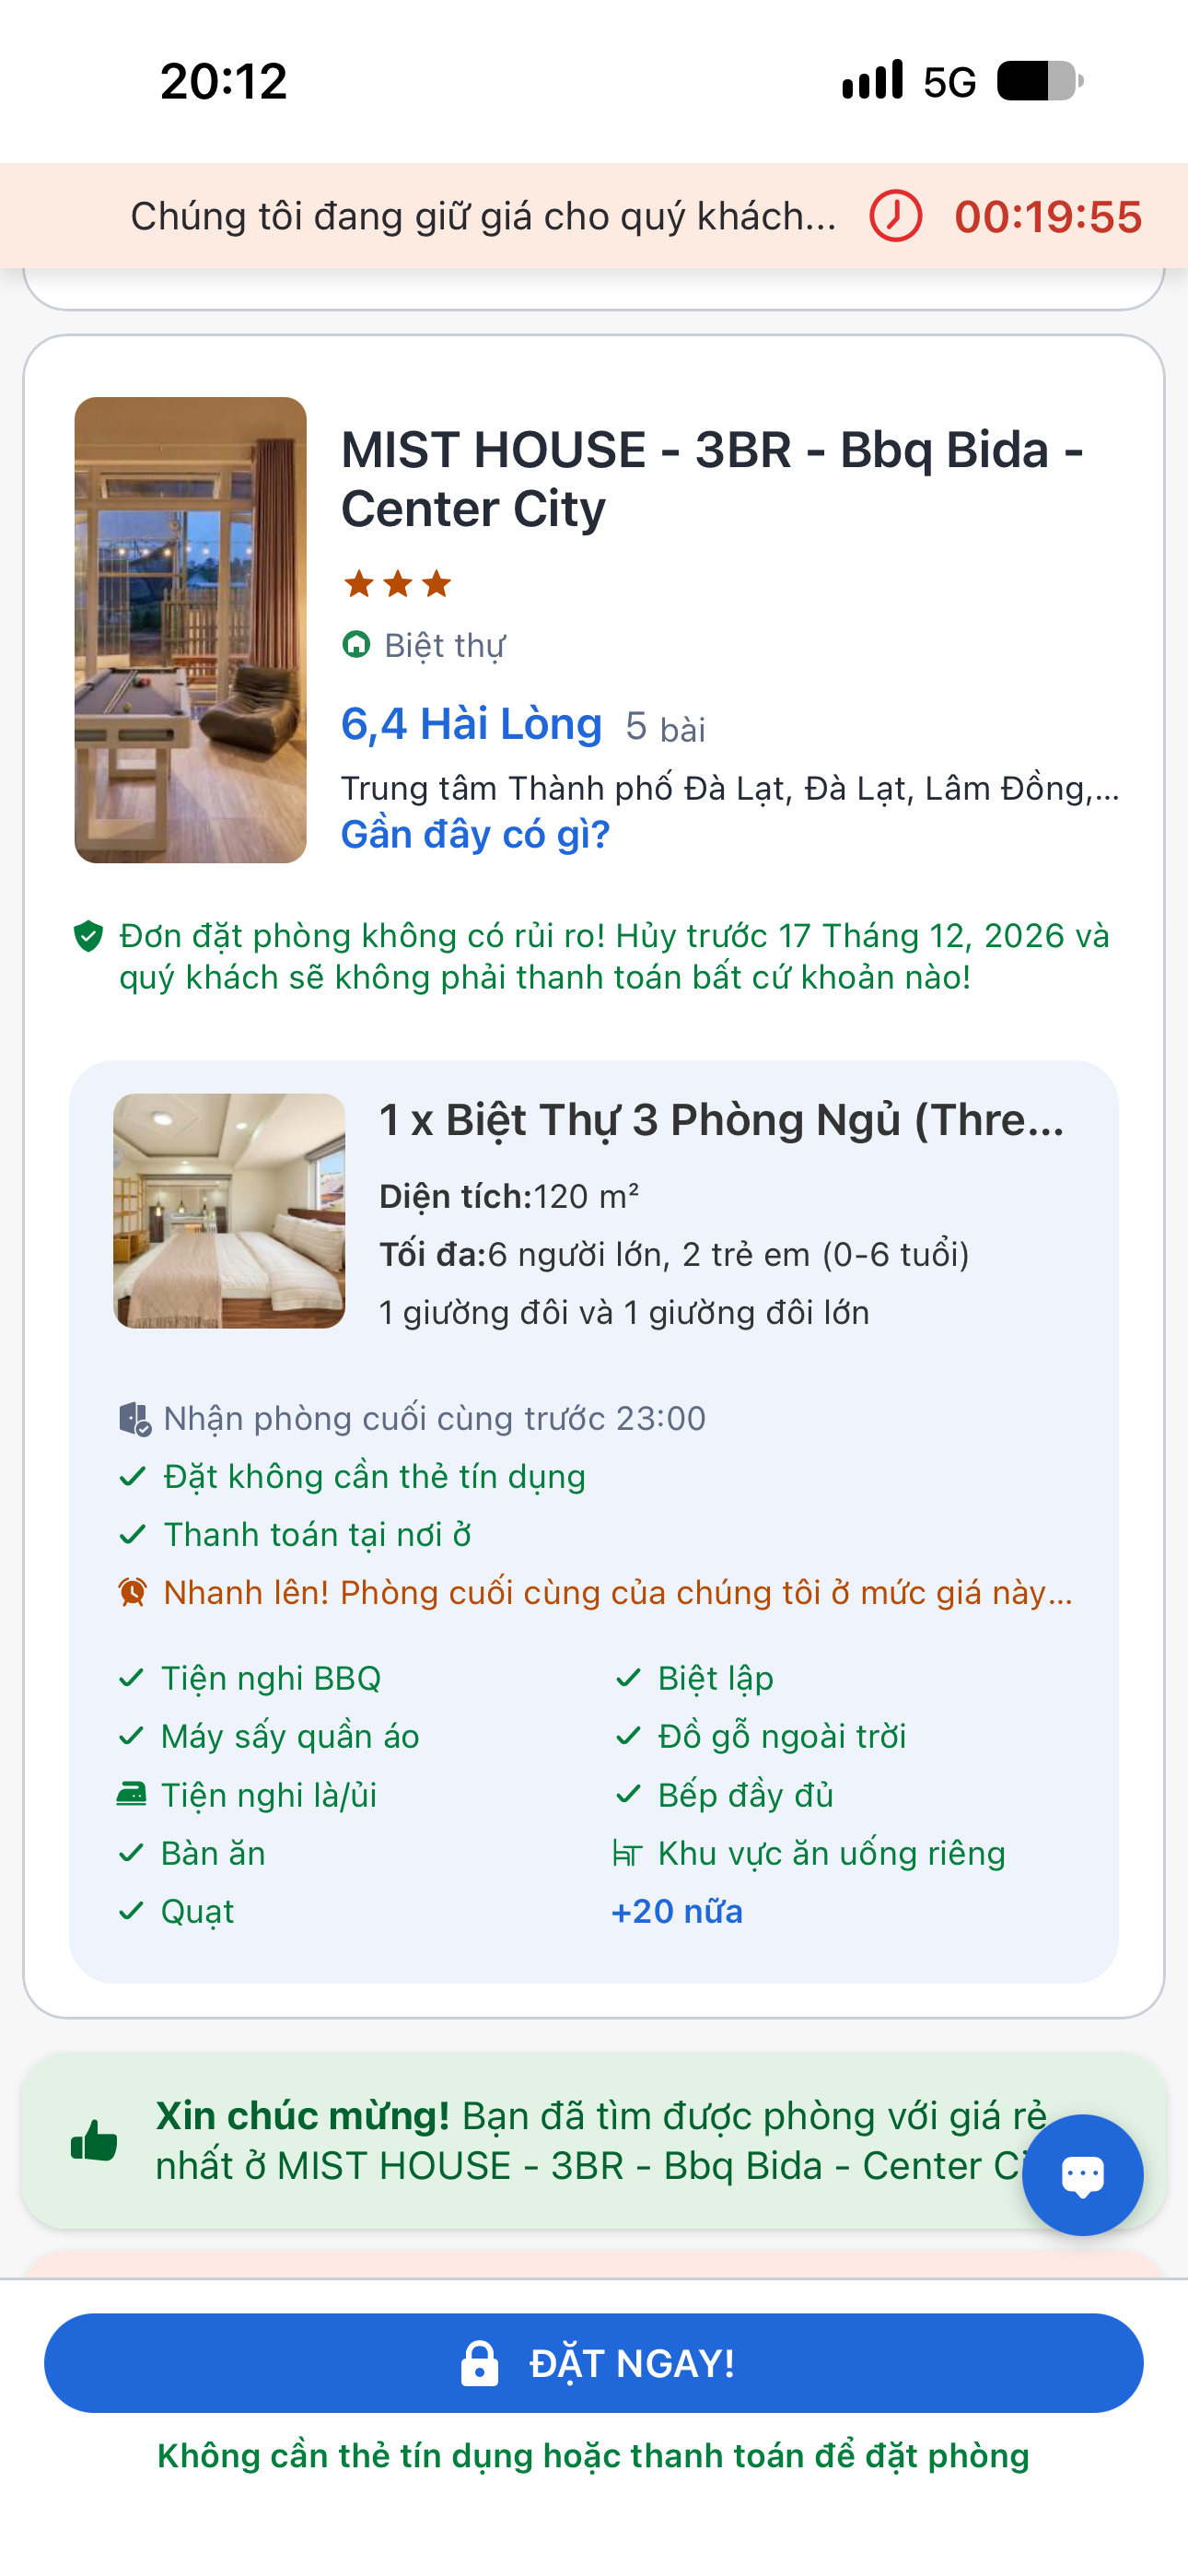 20:12
5G
Chúng tôi đang giữ giá cho quý khách...
00:19:55
MIST HOUSE - 3BR - Bbq Bida -
Center City
Biệt thự
6,4 Hài Lòng 5 bài
Trung tâm Thành phố Đà Lạt, Đà Lạt, Lâm Đồng,...
Gần đây có gì?
Đơn đặt phòng không có rủi ro! Hủy trước 17 Tháng 12, 2026 và
quý khách sẽ không phải thanh toán bất cứ khoản nào!
1 x Biệt Thự 3 Phòng Ngủ (Thre...
Diện tích:120 m²
Tối đa:6 người lớn, 2 trẻ em (0-6 tuổi)
1 giường đôi và 1 giường đôi lớn
Nhận phòng cuối cùng trước 23:00
Đặt không cần thẻ tín dụng
Thanh toán tại nơi ở
Nhanh lên! Phòng cuối cùng của chúng tôi ở mức giá này...
Tiện nghi BBQ
Biệt lập
Máy sấy quần áo
Đồ gỗ ngoài trời
Tiện nghi là/ủi
Bếp đầy đủ
Bàn ăn
Khu vực ăn uống riêng
Quạt
+20 nữa
Xin chúc mừng! Bạn đã tìm được phòng với giá rẻ
nhất ở MIST HOUSE - 3BR - Bbq Bida - Center
ĐẶT NGAY!
Không cần thẻ tín dụng hoặc thanh toán để đặt phòng